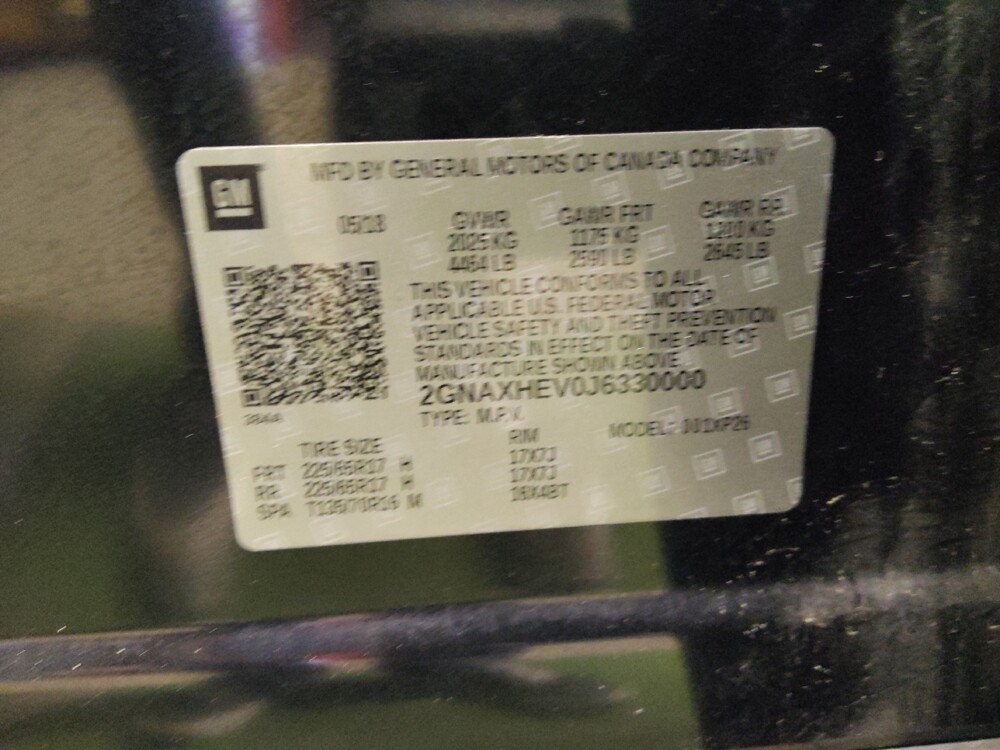 GM
MFD BY GENERAL MOTORS OF CANADA COMPANY
05/18 GVWR GAWR FRT GAWR RR
2025 KG 1175 KG 1200 KG
4464 LB 2590 LB 2645 LB
THIS VEHICLE CONFORMS TO ALL
APPLICABLE U.S. FEDERAL MOTOR
VEHICLE SAFETY AND THEFT PREVENTION
STANDARDS IN EFFECT ON THE DATE OF
MANUFACTURE SHOWN ABOVE.
2GNAXHEV0J6330000
TYPE: M.P.V.
MODEL:
TIRE SIZE RIM
FRT 225/65R17 H 17X7J
RR 225/65R17 H 17X7J
SPA T135/70R16 M 16X4BT